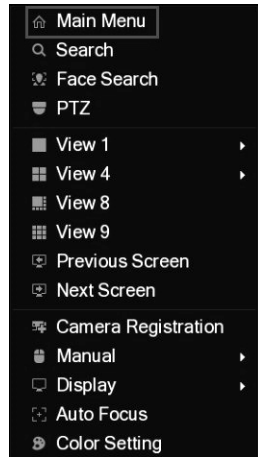 Main Menu
Search
Face Search
PTZ
View 1
View 4
View 8
View 9
Previous Screen
Next Screen
Camera Registration
Manual
Display
Auto Focus
Color Setting